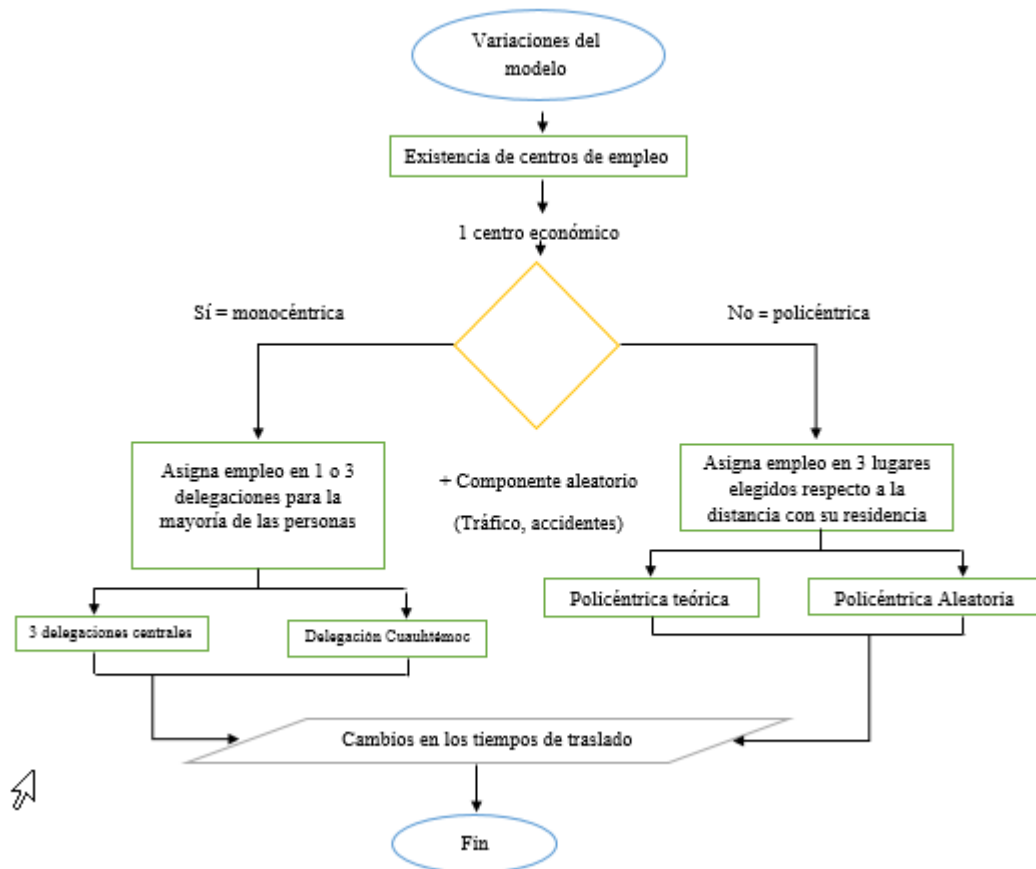 Variaciones del
modelo
Existencia de centros de empleo
1 centro económico
Sí = monocéntrica
No = policéntrica
Asigna empleo en 1 o 3
delegaciones para la
mayoría de las personas
+ Componente aleatorio
(Tráfico, accidentes)
Asigna empleo en 3 lugares
elegidos respecto a la
distancia con su residencia
3 delegaciones centrales
Delegación Cuauhtémoc
Policéntrica teórica
Policéntrica Aleatoria
Cambios en los tiempos de traslado
Fin